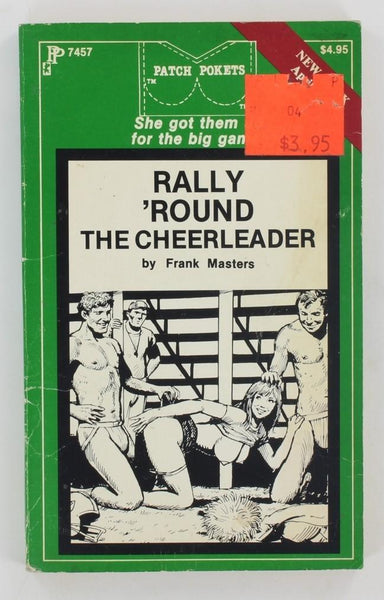 PP 7457
$4.95
NEW
PATCH POKETS
TM
TM
04
$3.95
She got them
for the big
RALLY
'ROUND
THE CHEERLEADER
by Frank Masters